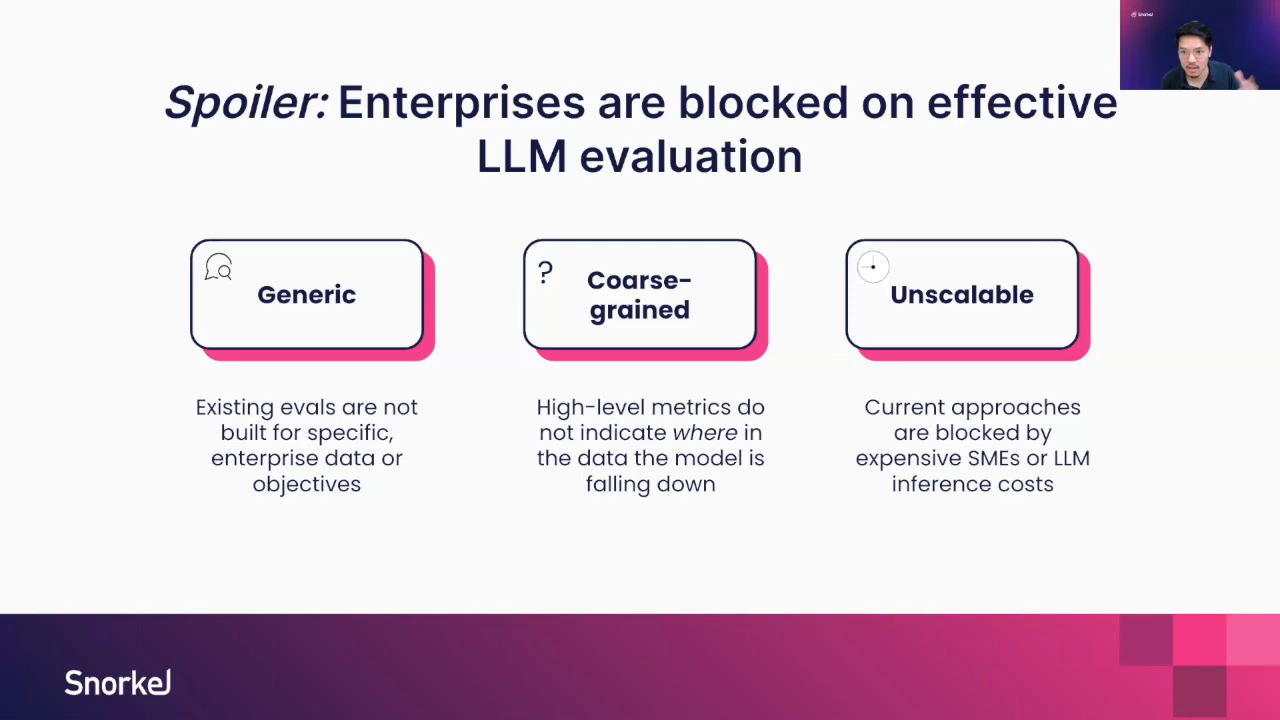 Snorkel
Spoiler: Enterprises are blocked on effective
LLM evaluation
Generic
?
Coarse-
grained
Unscalable
Existing evals are not
built for specific,
enterprise data or
objectives
High-level metrics do
not indicate where in
the data the model is
falling down
Current approaches
are blocked by
expensive SMEs or LLM
inference costs
Snorkel